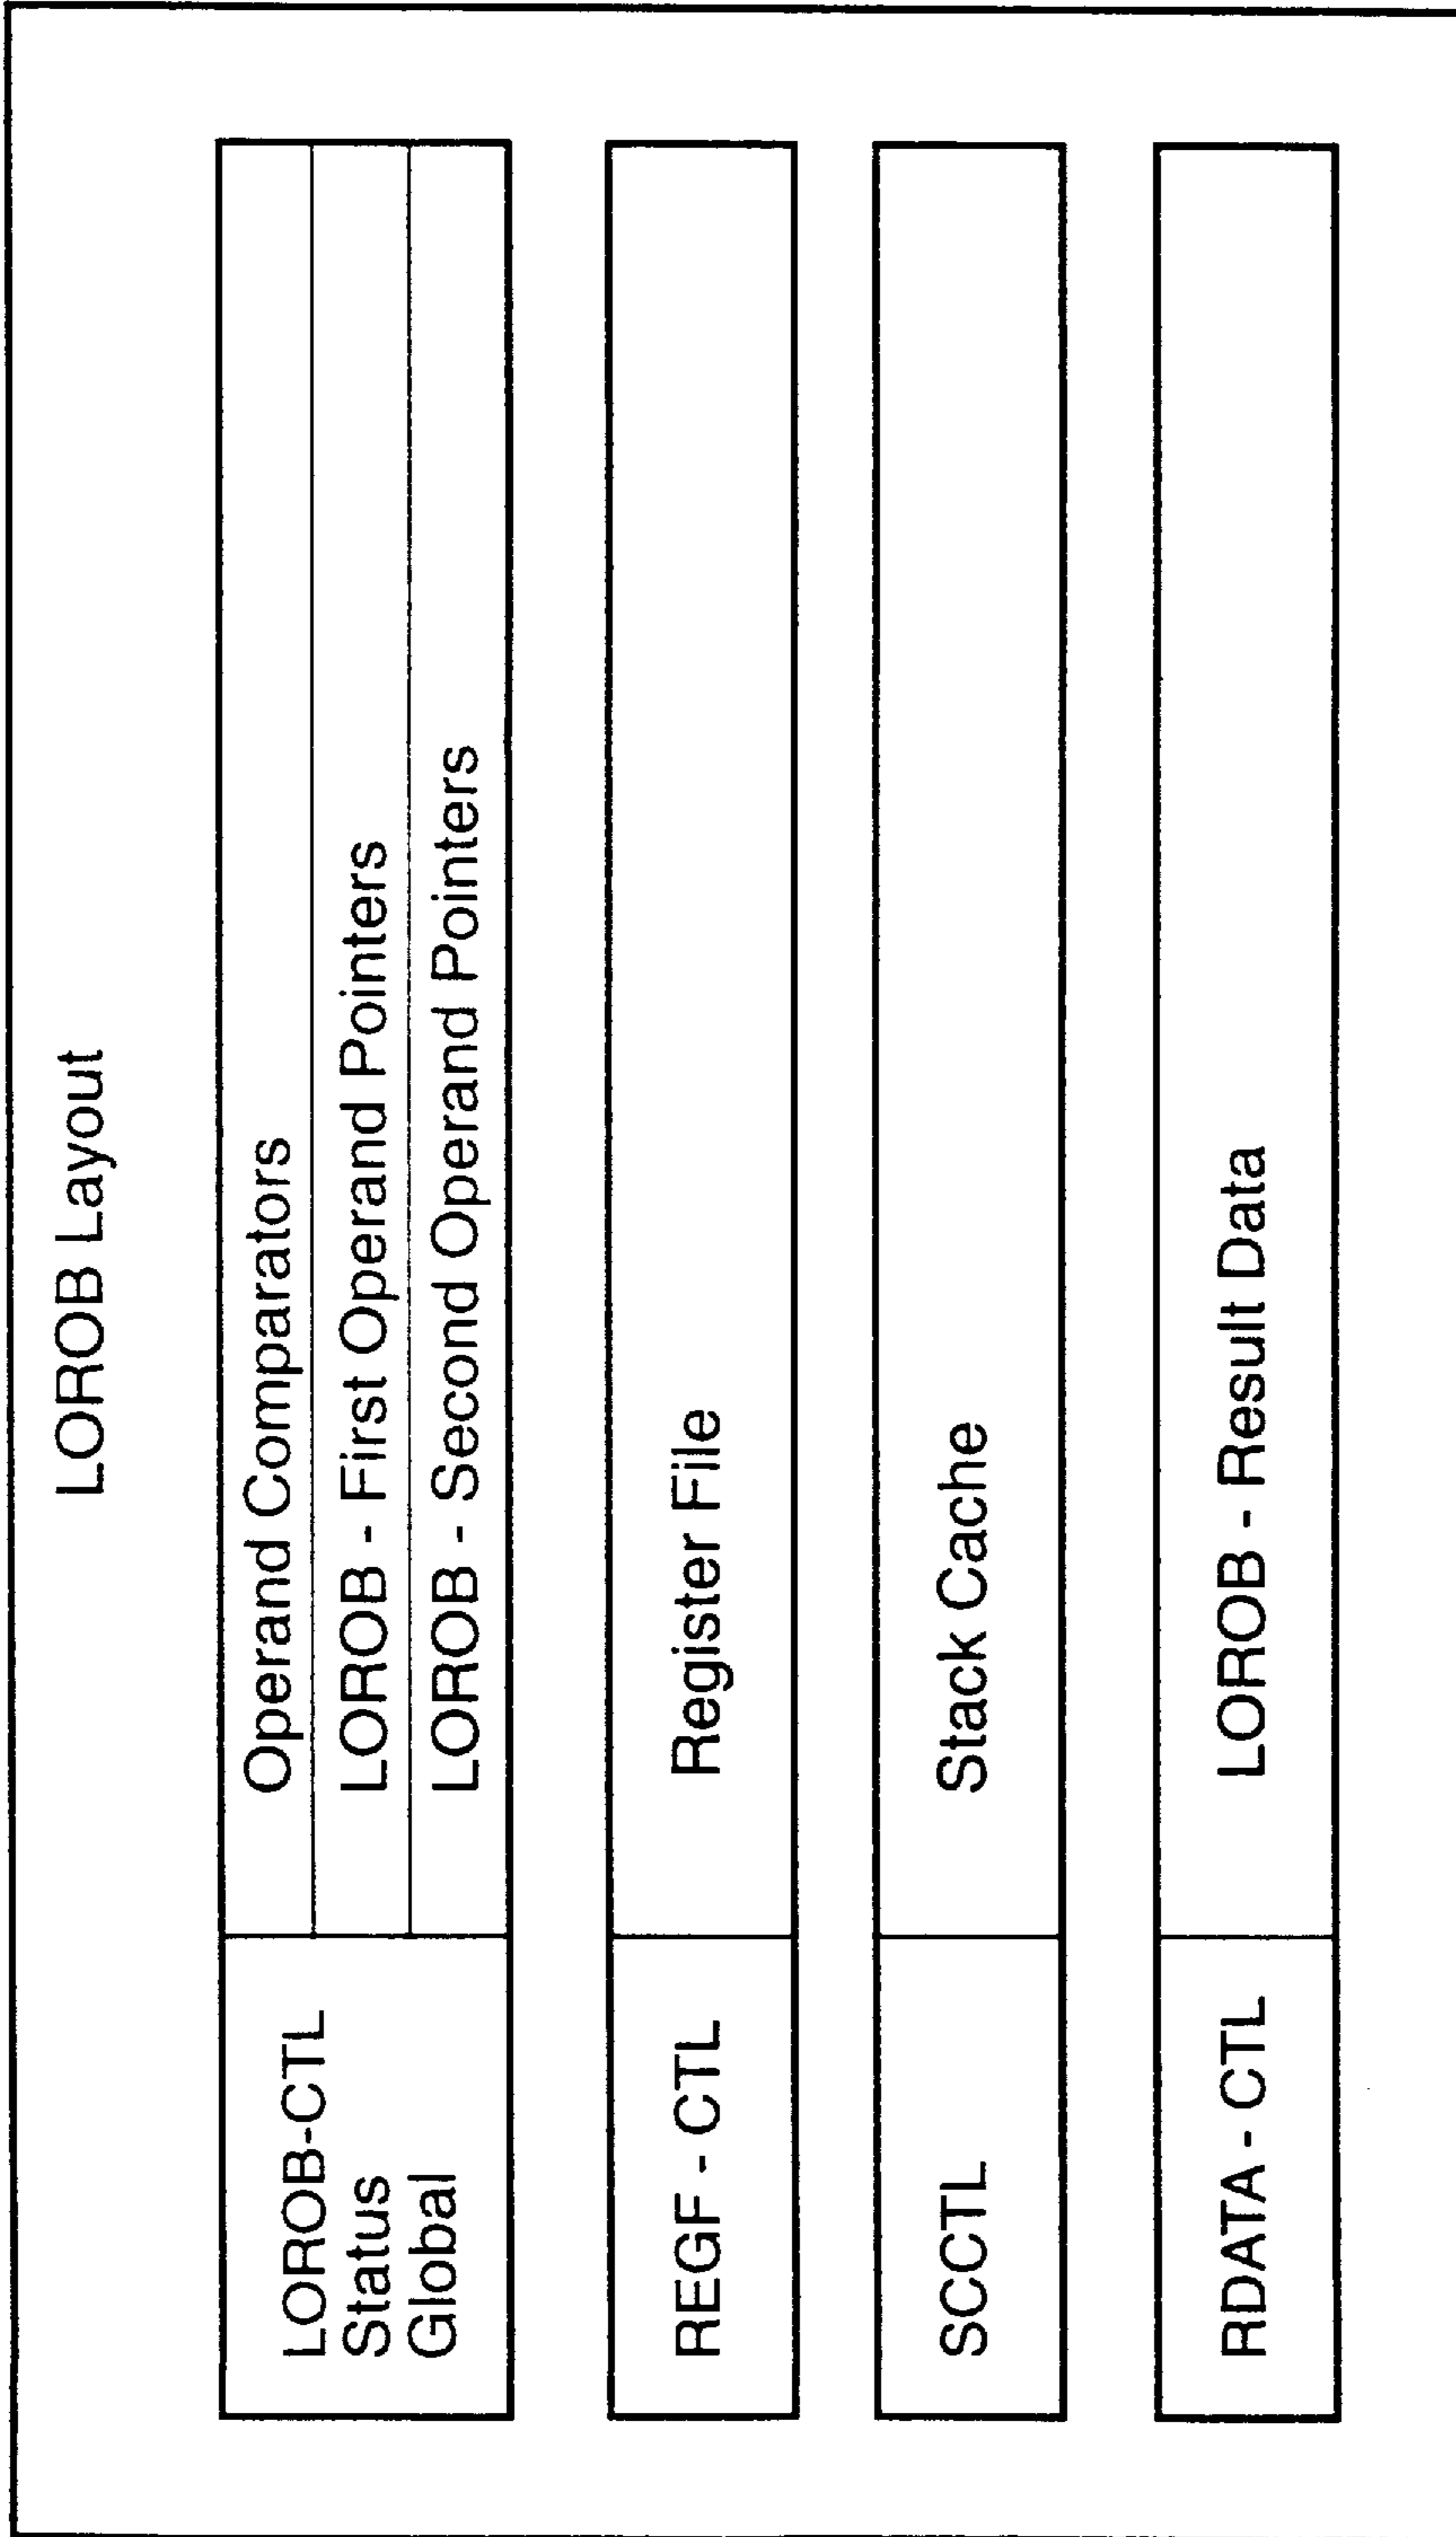 LOROB Layout
LOROB-CTL
Status
Global
Operand Comparators
LOROB - First Operand Pointers
LOROB - Second Operand Pointers
REGF - CTL
Register File
SCCTL
Stack Cache
RDATA - CTL
LOROB - Result Data